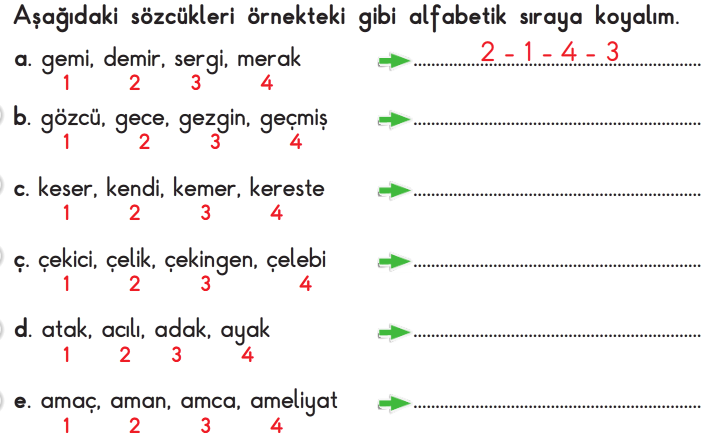 Aşağıdaki sözcükleri örnekteki gibi alfabetik sıraya koyalım.
a. gemi, demir, sergi, merak ➡ ........ 2 - 1 - 4 - 3 ........
1 2 3 4
b. gözcü, gece, gezgin, geçmiş ➡ ................
1 2 3 4
c. keser, kendi, kemer, kereste ➡ ................
1 2 3 4
ç. çekici, çelik, çekingen, çelebi ➡ ................
1 2 3 4
d. atak, acılı, adak, ayak ➡ ................
1 2 3 4
e. amaç, aman, amca, ameliyat ➡ ................
1 2 3 4